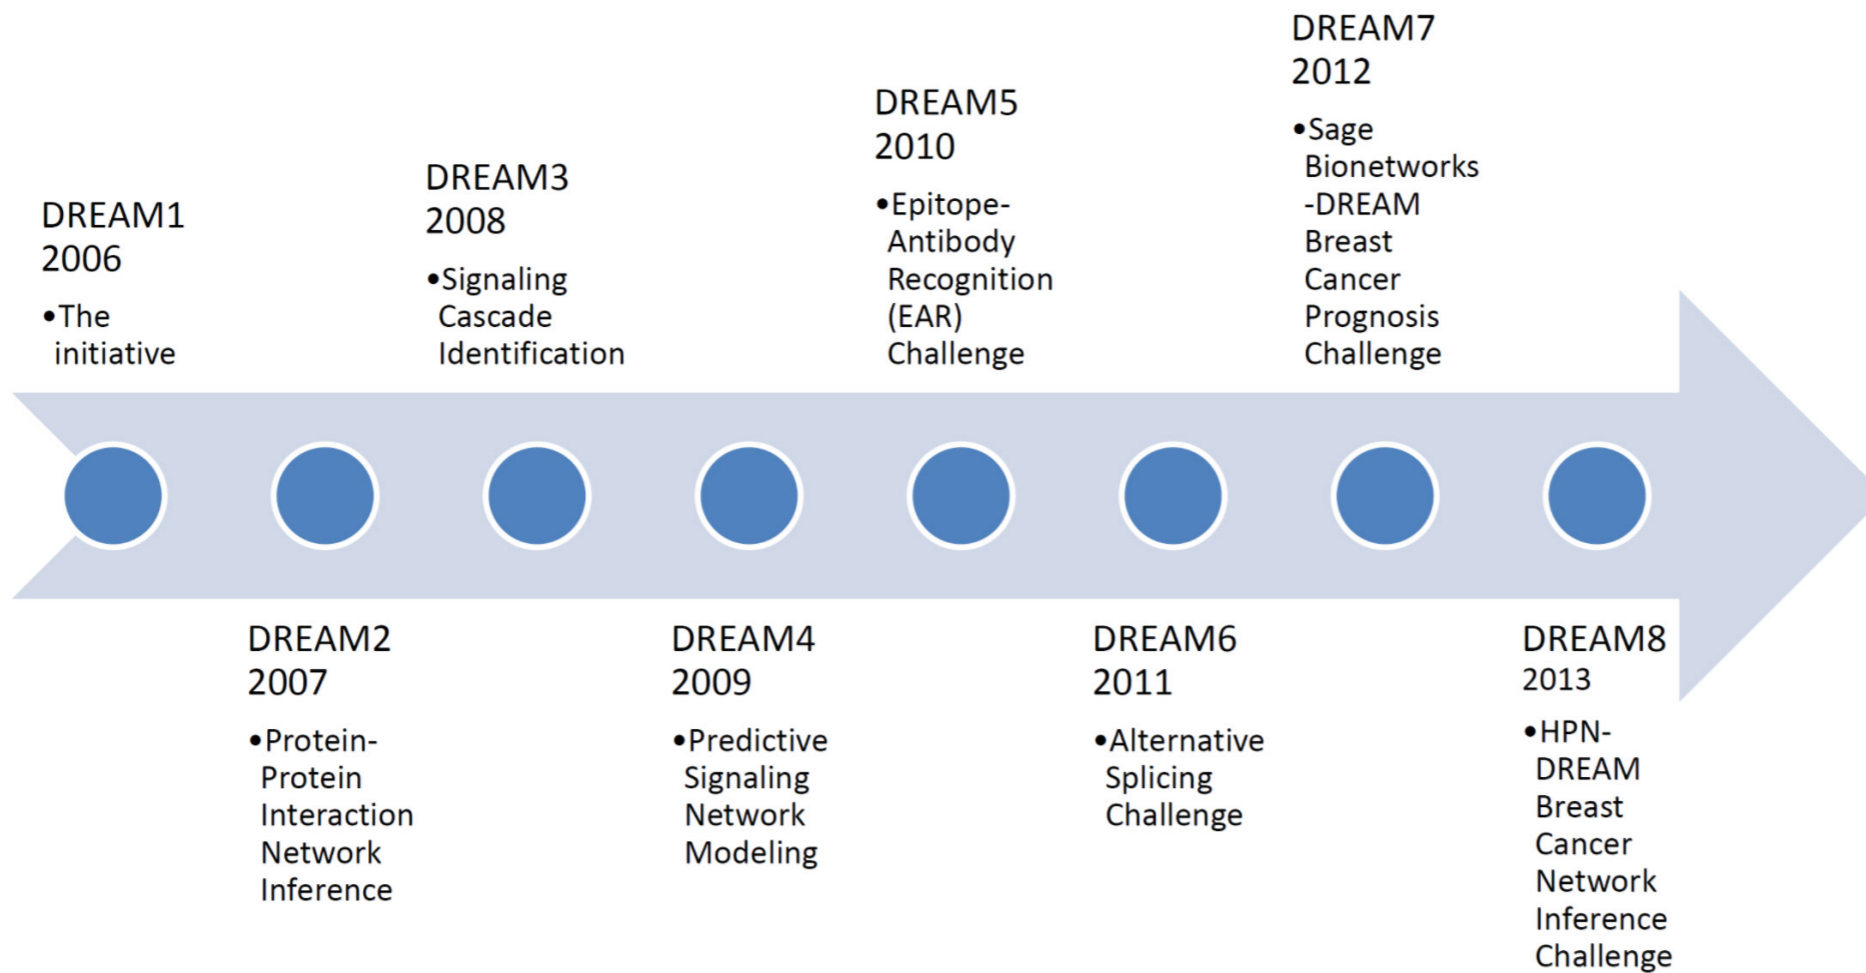 DREAM1
2006
•The
initiative
DREAM2
2007
•Protein-
Protein
Interaction
Network
Inference
DREAM3
2008
•Signaling
Cascade
Identification
DREAM4
2009
•Predictive
Signaling
Network
Modeling
DREAM5
2010
•Epitope-
Antibody
Recognition
(EAR)
Challenge
DREAM6
2011
•Alternative
Splicing
Challenge
DREAM7
2012
•Sage
Bionetworks
-DREAM
Breast
Cancer
Prognosis
Challenge
DREAM8
2013
•HPN-
DREAM
Breast
Cancer
Network
Inference
Challenge